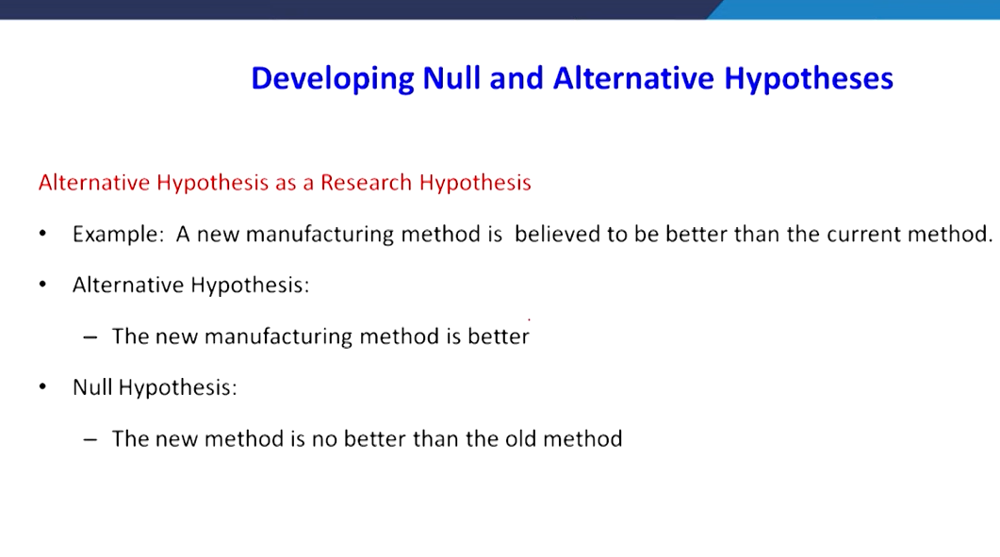 Developing Null and Alternative Hypotheses
Alternative Hypothesis as a Research Hypothesis
• Example: A new manufacturing method is believed to be better than the current method.
• Alternative Hypothesis:
– The new manufacturing method is better
• Null Hypothesis:
– The new method is no better than the old method